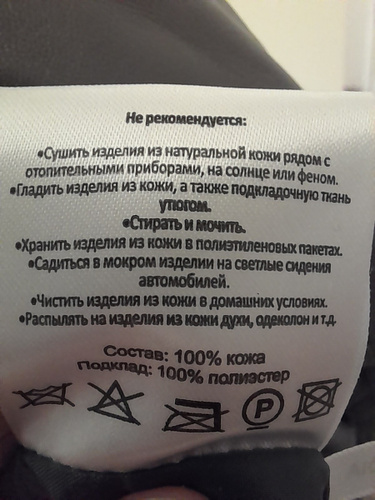 Не рекомендуется:
•Сушить изделия из натуральной кожи рядом с
отопительными приборами, на солнце или феном.
•Гладить изделия из кожи, а также подкладочную ткань
утюгом.
•Стирать и мочить.
•Хранить изделия из кожи в полиэтиленовых пакетах.
•Садиться в мокром изделии на светлые сидения
автомобилей.
•Чистить изделия из кожи в домашних условиях.
•Распылять на изделия из кожи духи, одеколон и т.д.
Состав: 100% кожа
Подклад: 100% полиэстер
P